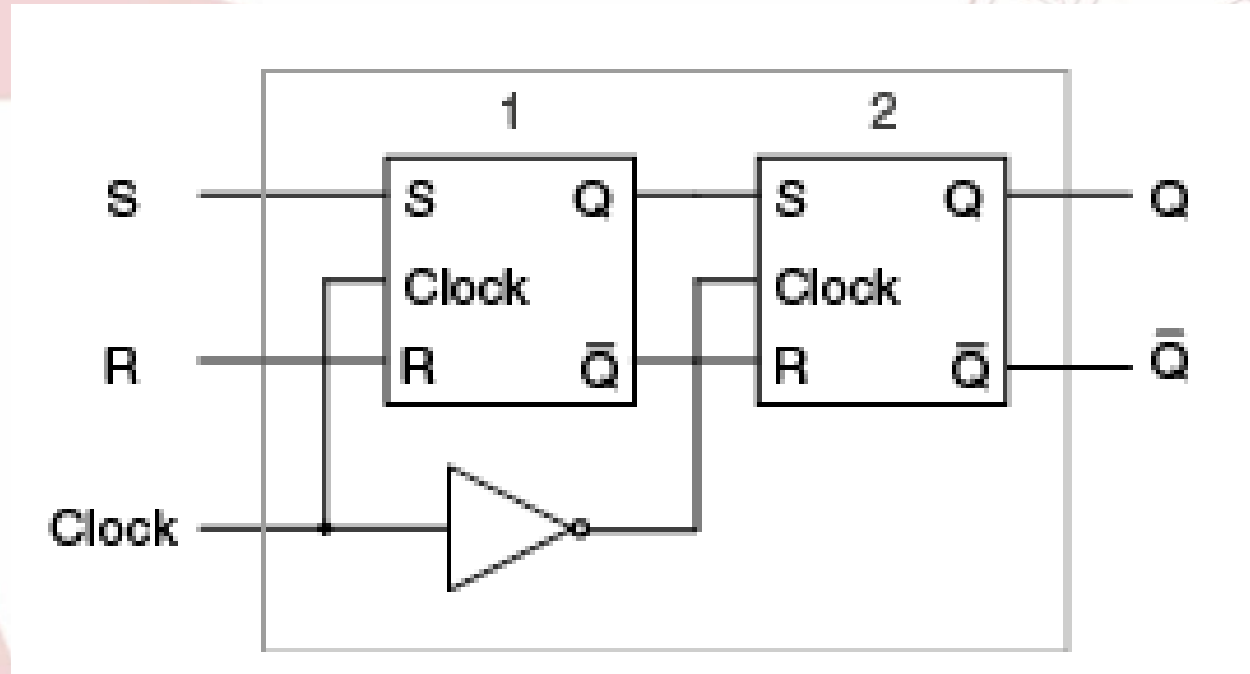 1 2
S S Q S Q Q
Clock Clock
R R Q̅ R Q̅ Q̅
Clock